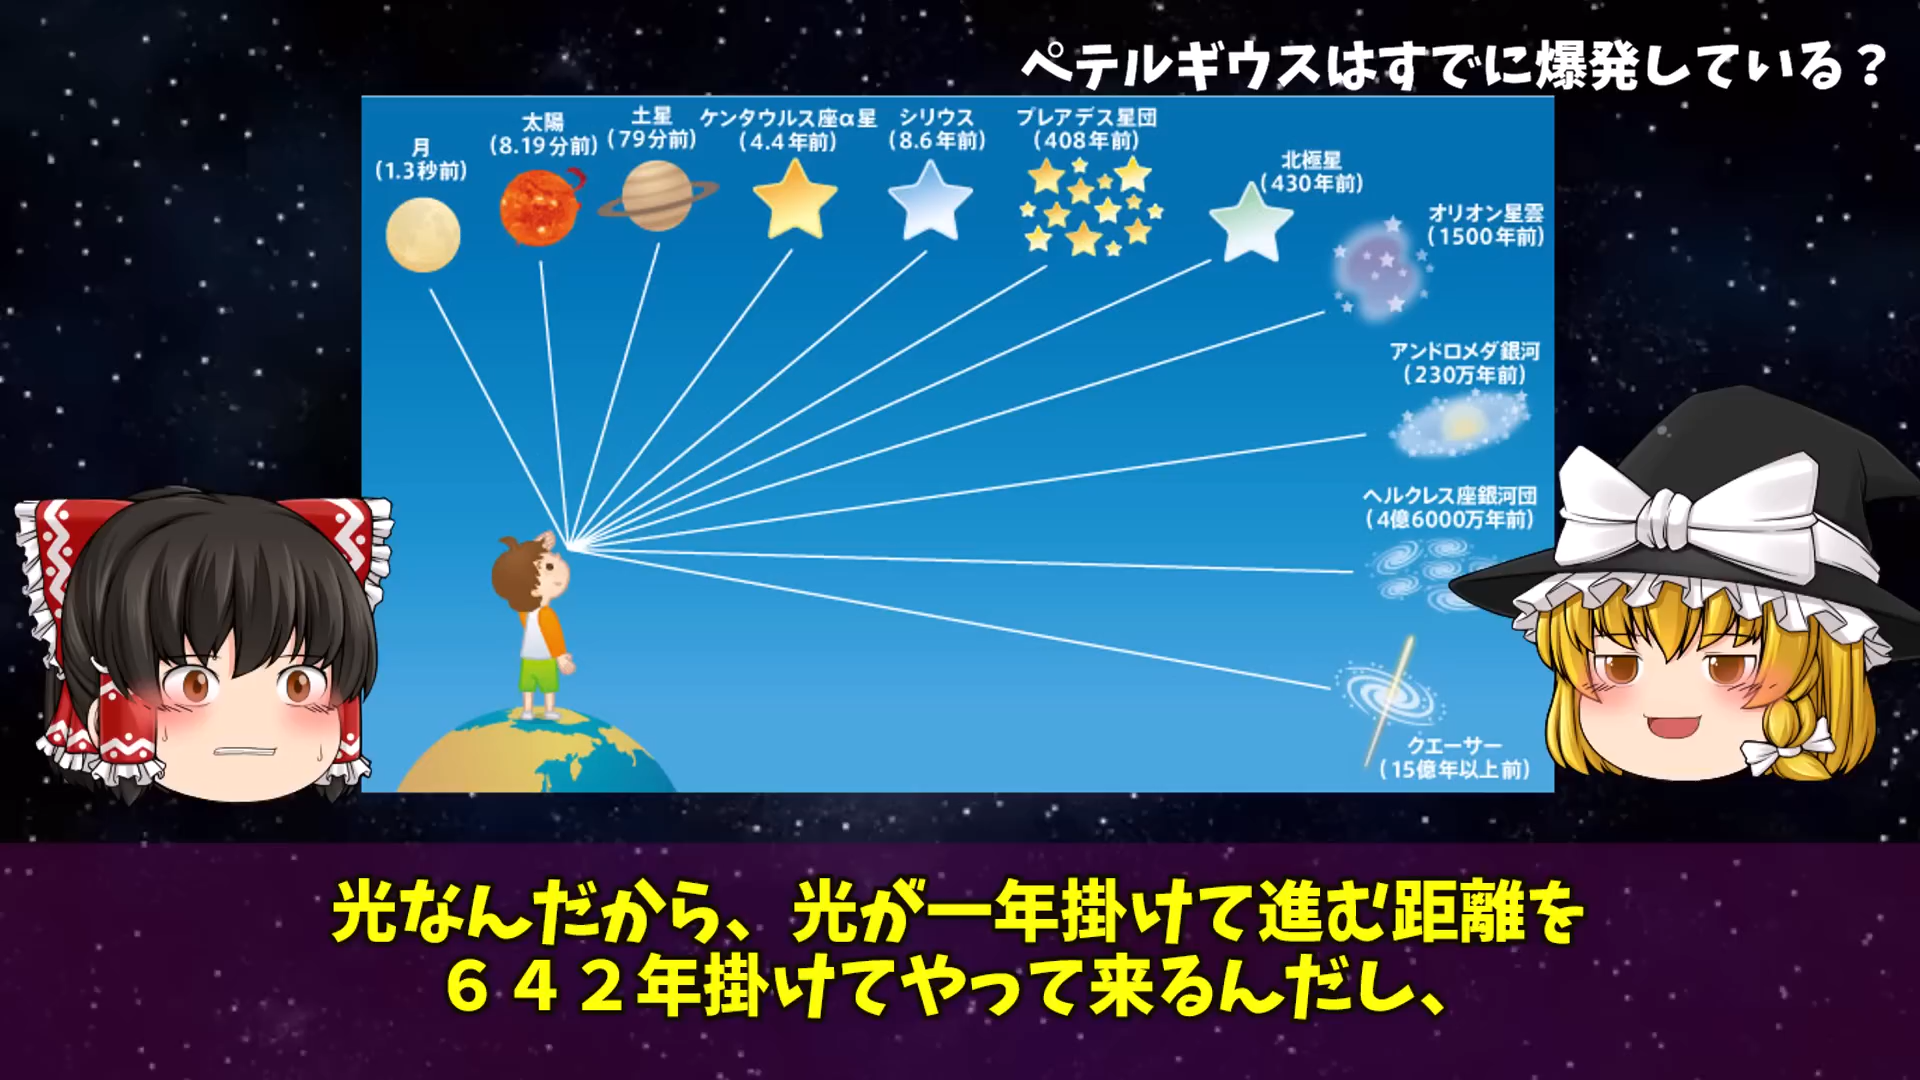 ペテルギウスはすでに爆発している？
月
(1.3秒前)
太陽
(8.19分前)
土星
(79分前)
ケンタウルス座α星
(4.4年前)
シリウス
(8.6年前)
プレアデス星団
(408年前)
北極星
(430年前)
オリオン星雲
(1500年前)
アンドロメダ銀河
(230万年前)
ヘルクレス座銀河団
(4億6000万年前)
クエーサー
(15億年以上前)
光なんだから、光が一年掛けて進む距離を
６４２年掛けてやって来るんだし、